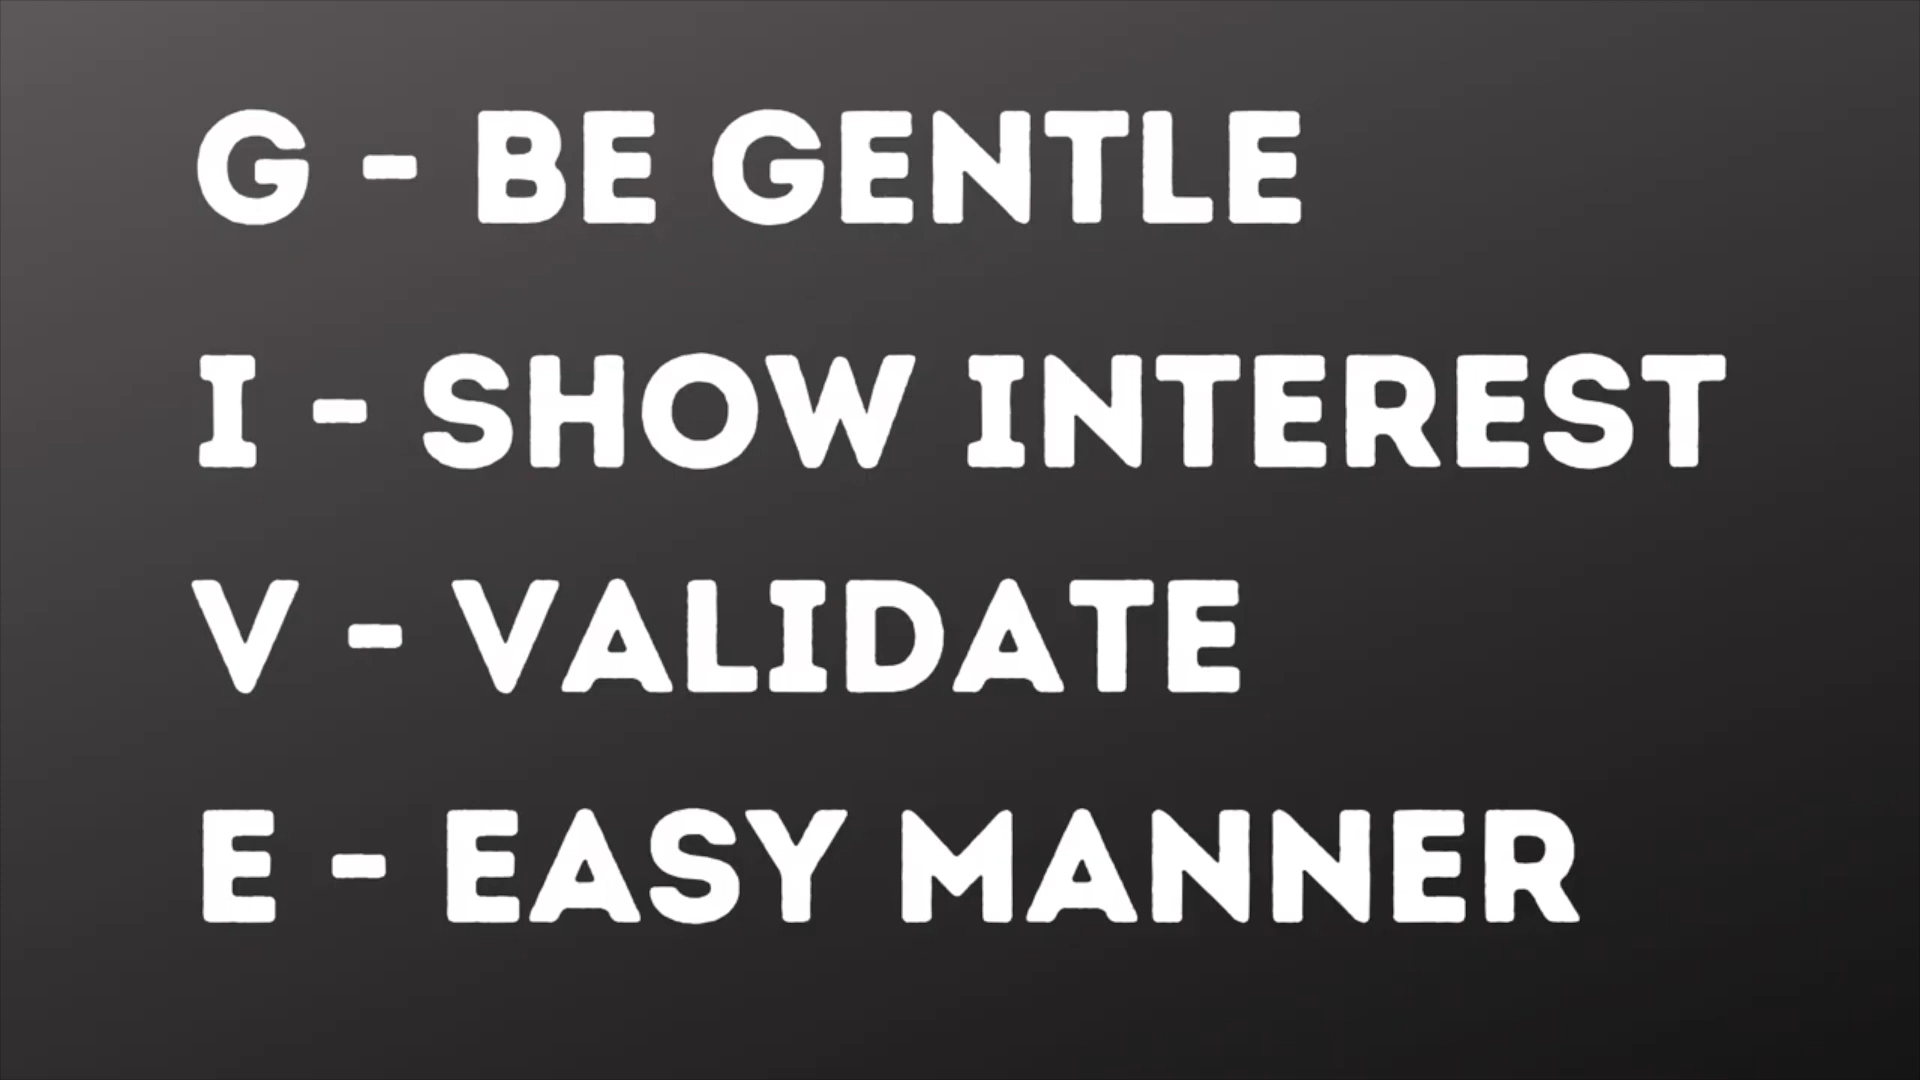 G - BE GENTLE
I - SHOW INTEREST
V - VALIDATE
E - EASY MANNER